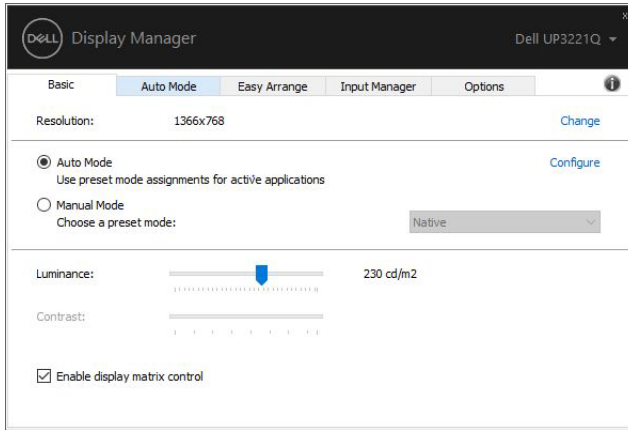 DELL Display Manager Dell UP3221Q
x
Basic Auto Mode Easy Arrange Input Manager Options i
Resolution: 1366x768 Change
Auto Mode Configure
Use preset mode assignments for active applications
Manual Mode
Choose a preset mode: Native
Luminance: 230 cd/m2
Contrast:
Enable display matrix control